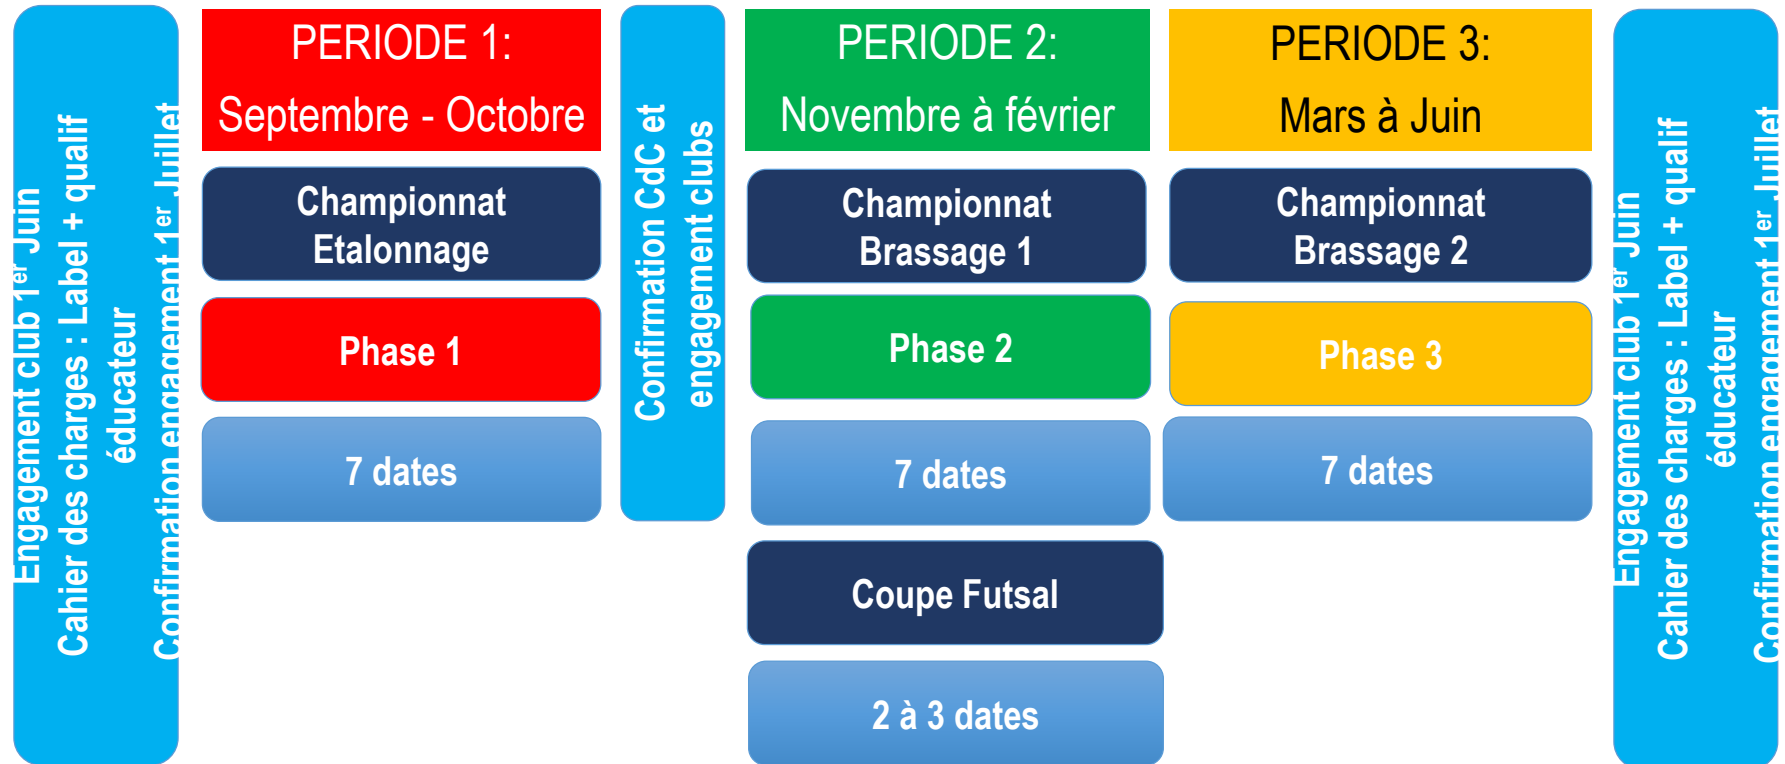 Engagement club 1er Juin
Cahier des charges : Label + qualif
éducateur
Confirmation engagement 1er Juillet
PERIODE 1:
Septembre - Octobre
Championnat
Etalonnage
Phase 1
7 dates
Confirmation CdC et
engagement clubs
PERIODE 2:
Novembre à février
Championnat
Brassage 1
Phase 2
7 dates
Coupe Futsal
2 à 3 dates
PERIODE 3:
Mars à Juin
Championnat
Brassage 2
Phase 3
7 dates
Engagement club 1er Juin
Cahier des charges : Label + qualif
éducateur
Confirmation engagement 1er Juillet